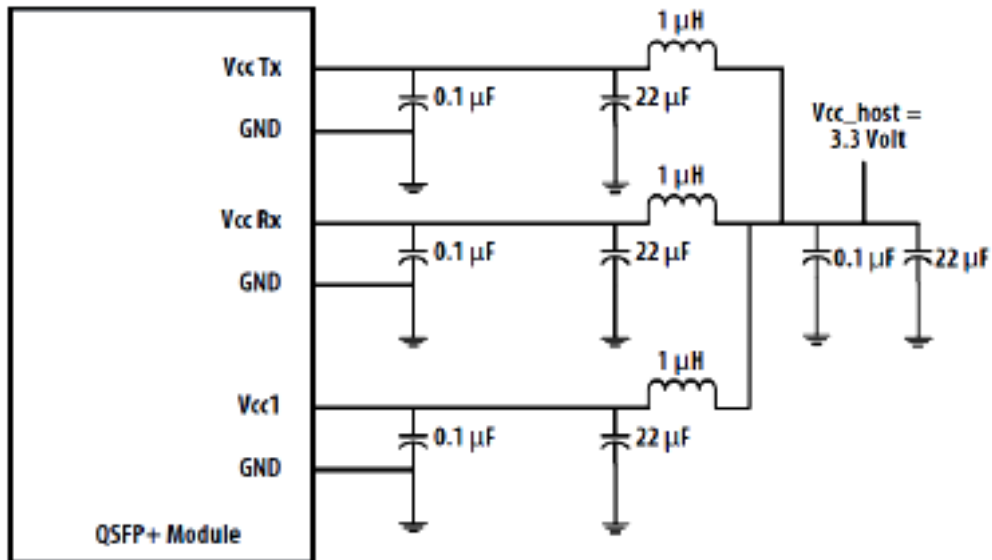 1 µH
Vcc Tx
0.1 µF
22 µF
Vcc_host =
3.3 Volt
GND
1 µH
Vcc Rx
0.1 µF
22 µF
0.1 µF
22 µF
GND
1 µH
Vcc1
0.1 µF
22 µF
GND
QSFP+ Module